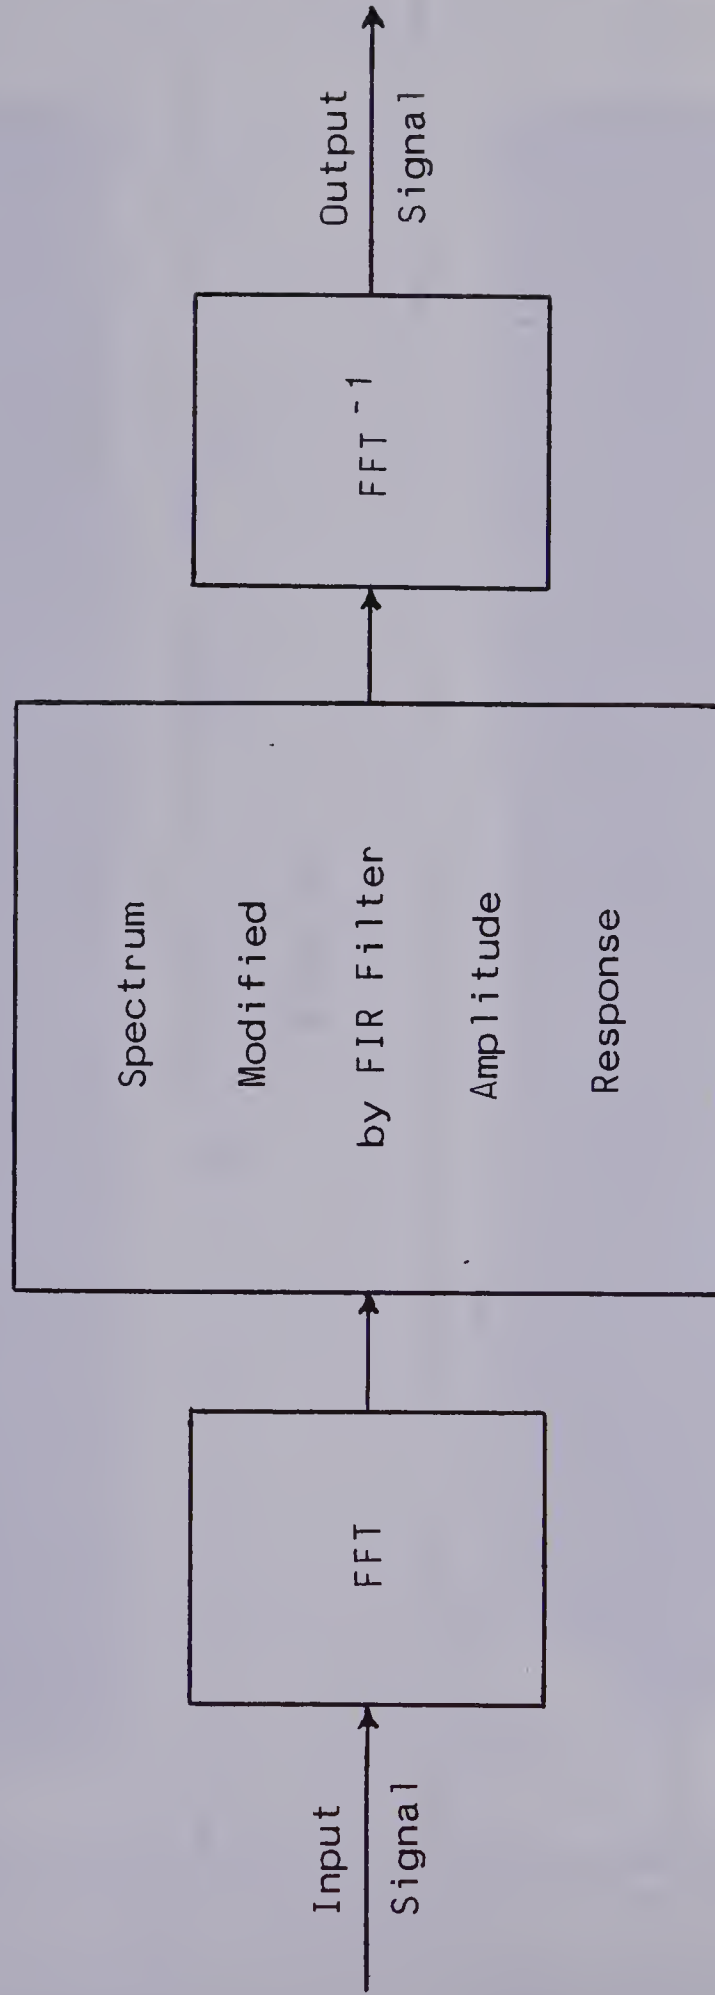 Input
Signal
FFT
Spectrum
Modified
by FIR Filter
Amplitude
Response
FFT⁻¹
Output
Signal